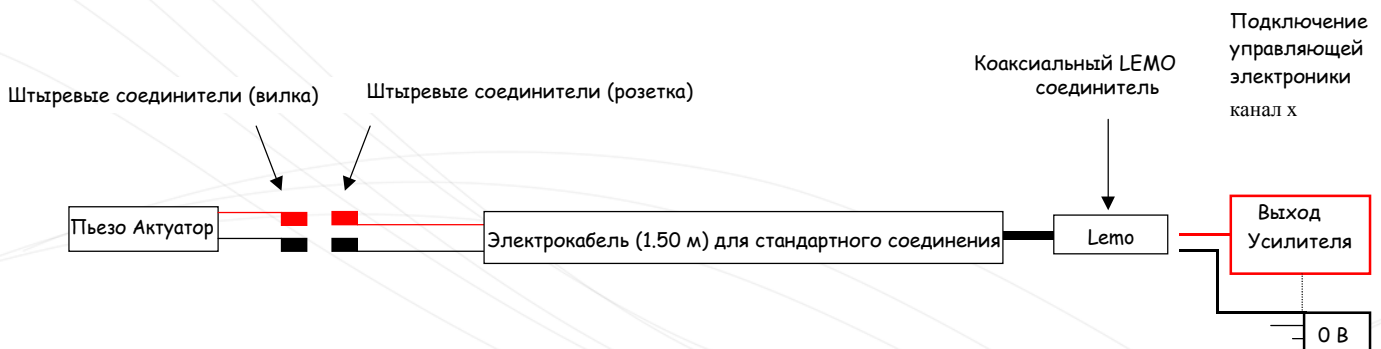 Подключение
управляющей
электроники
канал x
Коаксиальный LEMO
соединитель
Штыревые соединители (вилка)
Штыревые соединители (розетка)
Пьезо Актуатор
Электрокабель (1.50 м) для стандартного соединения
Lemo
Выход
Усилителя
0 В